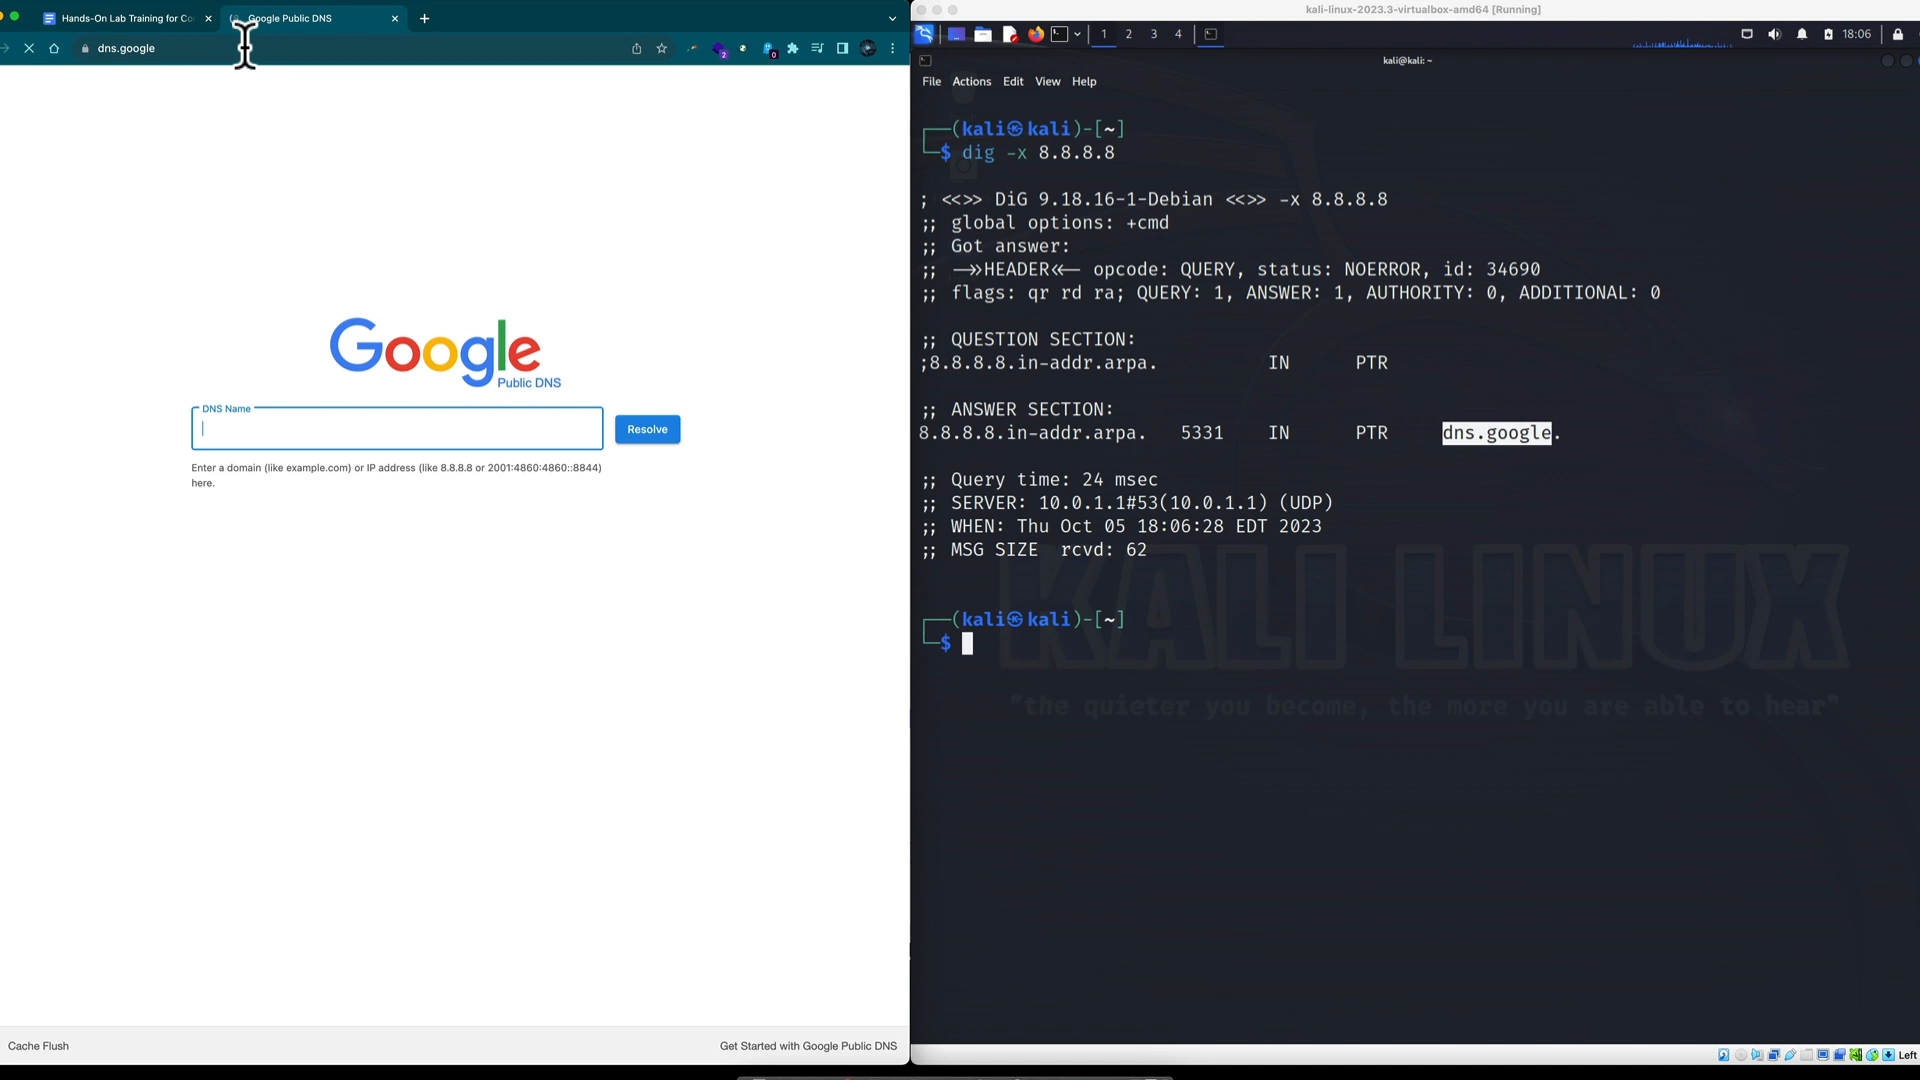 Hands-On Lab Training for Co
Google Public DNS
dns.google
2
0
Google
Public DNS
DNS Name
Resolve
Enter a domain (like example.com) or IP address (like 8.8.8.8 or 2001:4860:4860::8844)
here.
Cache Flush
Get Started with Google Public DNS
kali-linux-2023.3-virtualbox-amd64 [Running]
1 2 3 4
18:06
kali@kali: ~
File Actions Edit View Help
┌──(kali㉿kali)-[~]
└─$ dig -x 8.8.8.8
; <<>> DiG 9.18.16-1-Debian <<>> -x 8.8.8.8
;; global options: +cmd
;; Got answer:
;; ->>HEADER<<- opcode: QUERY, status: NOERROR, id: 34690
;; flags: qr rd ra; QUERY: 1, ANSWER: 1, AUTHORITY: 0, ADDITIONAL: 0
;; QUESTION SECTION:
;8.8.8.8.in-addr.arpa. IN PTR
;; ANSWER SECTION:
8.8.8.8.in-addr.arpa. 5331 IN PTR dns.google.
;; Query time: 24 msec
;; SERVER: 10.0.1.1#53(10.0.1.1) (UDP)
;; WHEN: Thu Oct 05 18:06:28 EDT 2023
;; MSG SIZE rcvd: 62
┌──(kali㉿kali)-[~]
└─$
KALI LINUX
"the quieter you become, the more you are able to hear"
Left